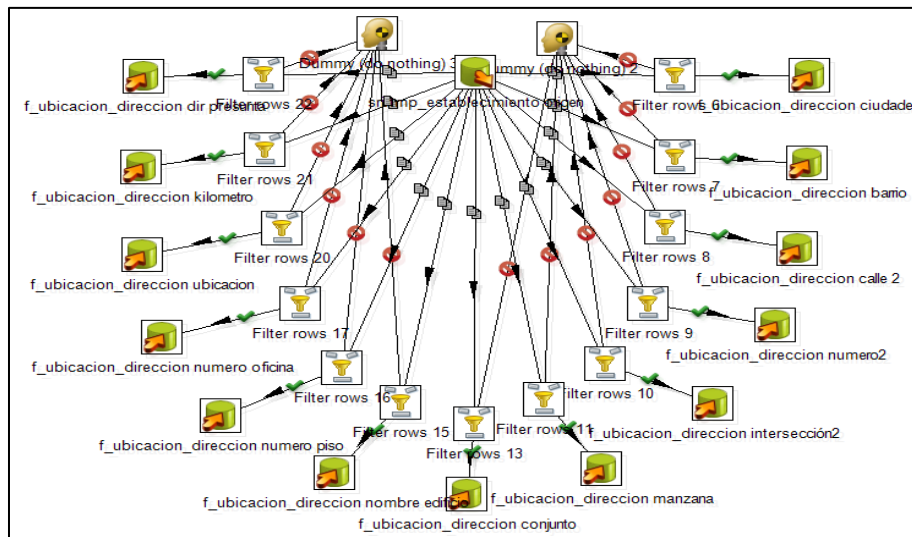 Dummy (do nothing) 3
Dummy (do nothing) 2
f_ubicacion_direccion dir presenta
Filter rows 22
establecimiento origen
Filter rows 6
f_ubicacion_direccion ciudade
f_ubicacion_direccion kilometro
Filter rows 21
Filter rows 7
f_ubicacion_direccion barrio
f_ubicacion_direccion ubicacion
Filter rows 20
Filter rows 8
f_ubicacion_direccion calle 2
f_ubicacion_direccion numero oficina
Filter rows 17
Filter rows 9
f_ubicacion_direccion numero2
f_ubicacion_direccion numero piso
Filter rows 16
Filter rows 10
f_ubicacion_direccion intersección2
f_ubicacion_direccion nombre edificio
Filter rows 15
Filter rows 13
Filter rows 11
f_ubicacion_direccion manzana
f_ubicacion_direccion conjunto